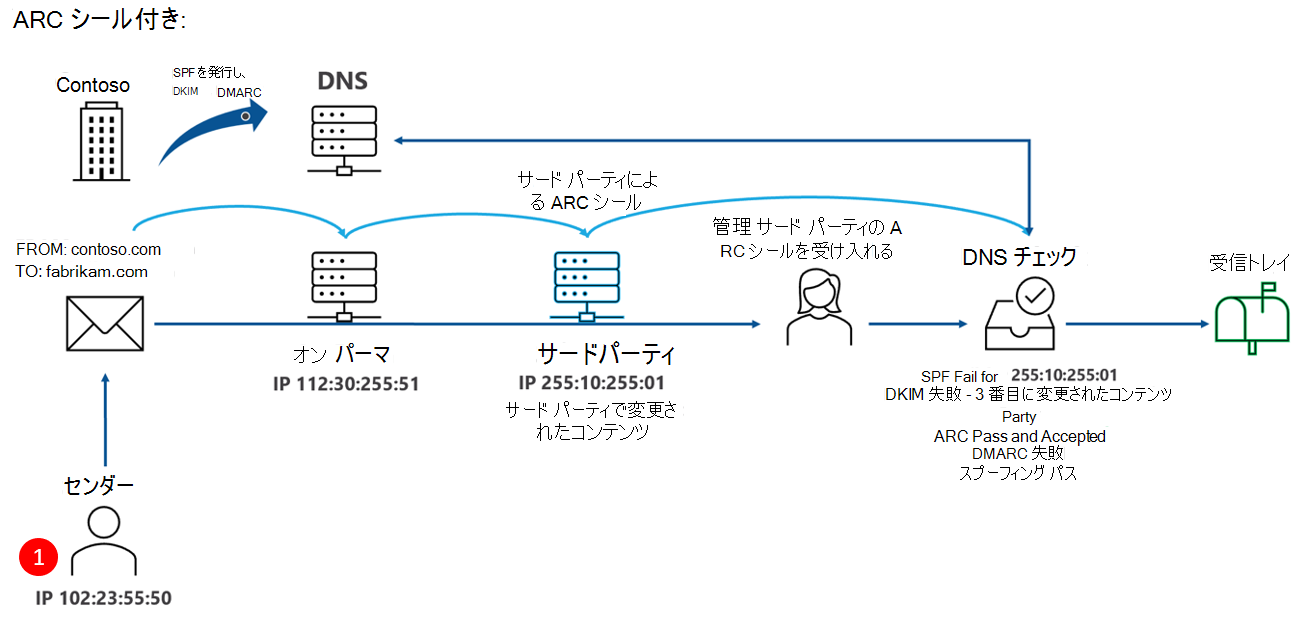 ARC シール付き:
Contoso
SPFを発行し、
DKIM DMARC
DNS
サード パーティによ
る ARC シール
管理 サード パーティの A
RCシールを受け入れる
FROM: contoso.com
TO: fabrikam.com
DNS チェック
受信トレイ
オン パーマ
IP 112:30:255:51
サードパーティ
IP 255:10:255:01
サード パーティで変更さ
れたコンテンツ
SPF Fail for 255:10:255:01
DKIM 失敗 - 3 番目に変更されたコンテンツ
Party
ARC Pass and Accepted
DMARC 失敗
スプーフィング パス
センダー
1
IP 102:23:55:50